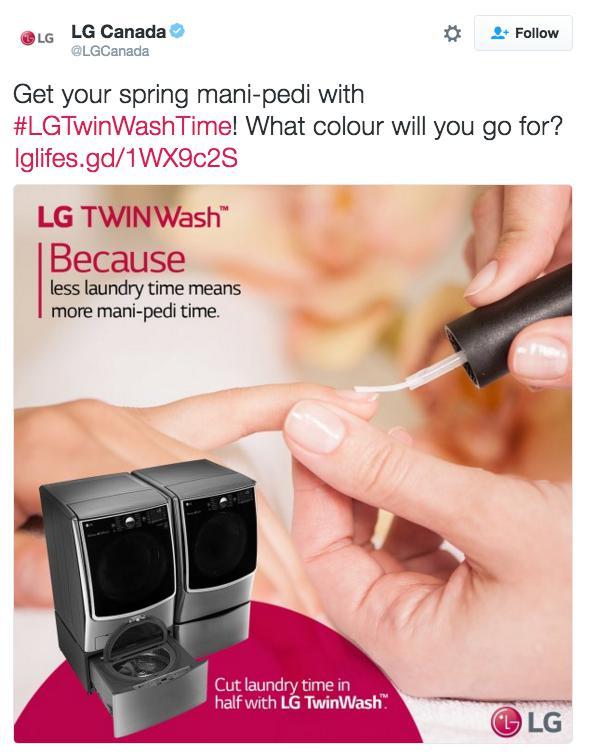 LG
LG Canada
@LGCanada
Follow
Get your spring mani-pedi with
#LGTwinWashTime! What colour will you go for?
lglifes.gd/1WX9c2S
LG TWINWash™
Because
less laundry time means
more mani-pedi time.
Cut laundry time in
half with LG TwinWash™.
LG